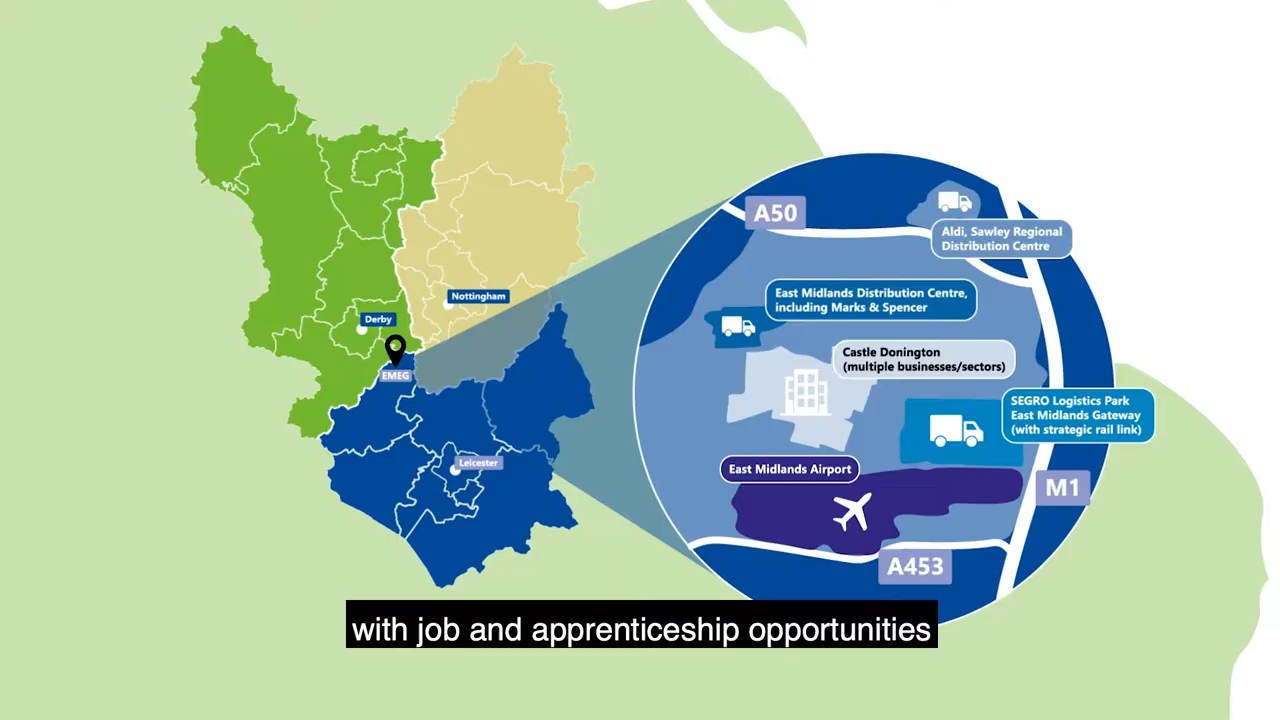 A50
Aldi, Sawley Regional
Distribution Centre
East Midlands Distribution Centre,
including Marks & Spencer
Nottingham
Derby
Castle Donington
(multiple businesses/sectors)
EMEG
SEGRO Logistics Park
East Midlands Gateway
(with strategic rail link)
Leicester
East Midlands Airport
M1
A453
with job and apprenticeship opportunities